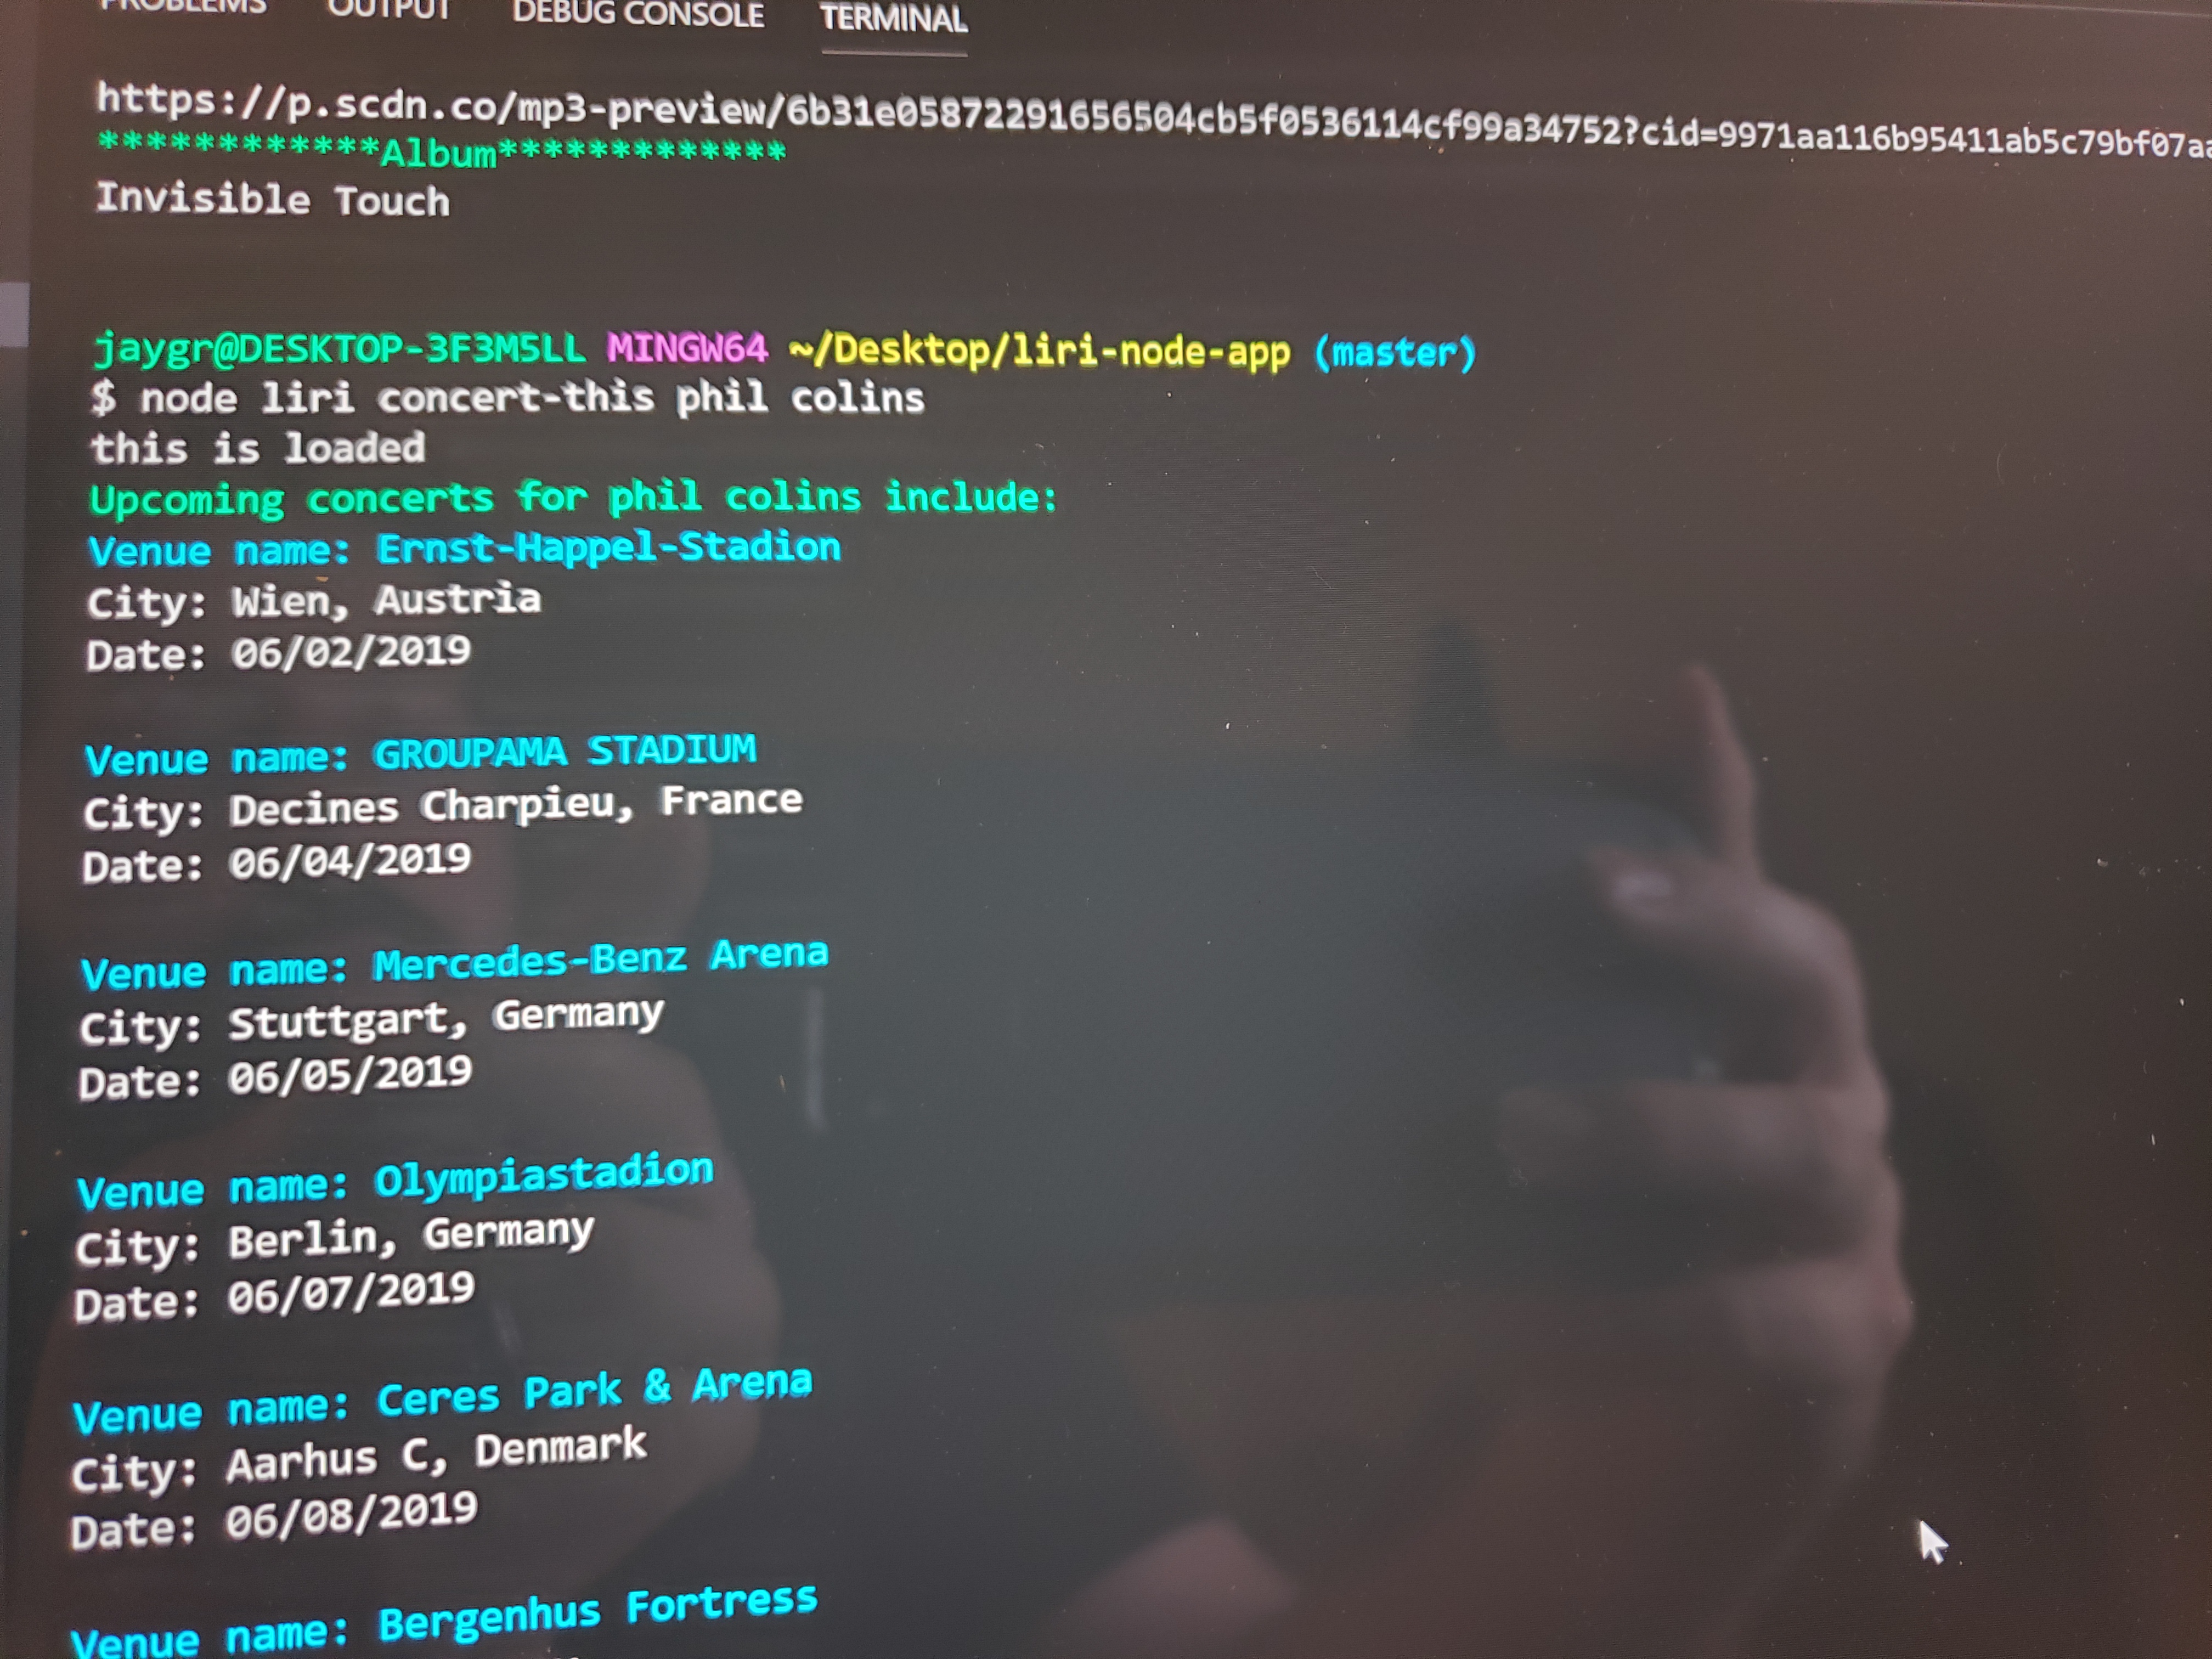 PROBLEMS OUTPUT DEBUG CONSOLE TERMINAL
https://p.scdn.co/mp3-preview/6b31e05872291656504cb5f0536114cf99a34752?cid=9971aa116b95411ab5c79bf07aa
************Album*************
Invisible Touch
jaygr@DESKTOP-3F3M5LL MINGW64 ~/Desktop/liri-node-app (master)
$ node liri concert-this phil colins
this is loaded
Upcoming concerts for phil colins include:
Venue name: Ernst-Happel-Stadion
City: Wien, Austria
Date: 06/02/2019
Venue name: GROUPAMA STADIUM
City: Decines Charpieu, France
Date: 06/04/2019
Venue name: Mercedes-Benz Arena
City: Stuttgart, Germany
Date: 06/05/2019
Venue name: Olympiastadion
City: Berlin, Germany
Date: 06/07/2019
Venue name: Ceres Park & Arena
City: Aarhus C, Denmark
Date: 06/08/2019
Venue name: Bergenhus Fortress